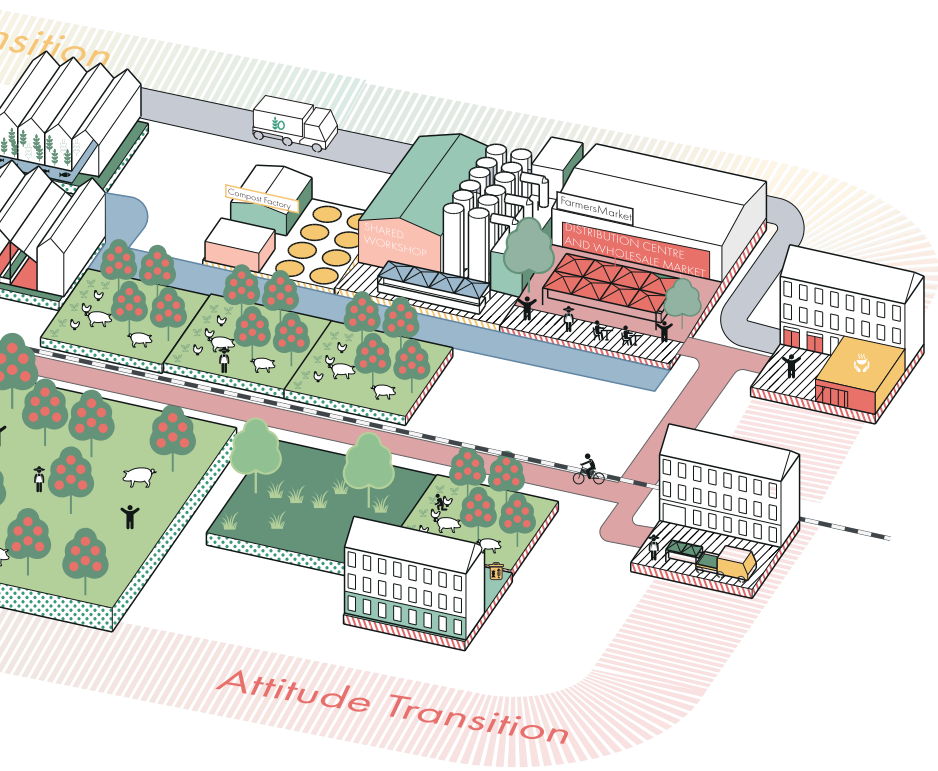 nsition
Compost Factory
FarmersMarket
SHARED
WORKSHOP
DISTRIBUTION CENTRE
AND WHOLESALE MARKET
Attitude Transition